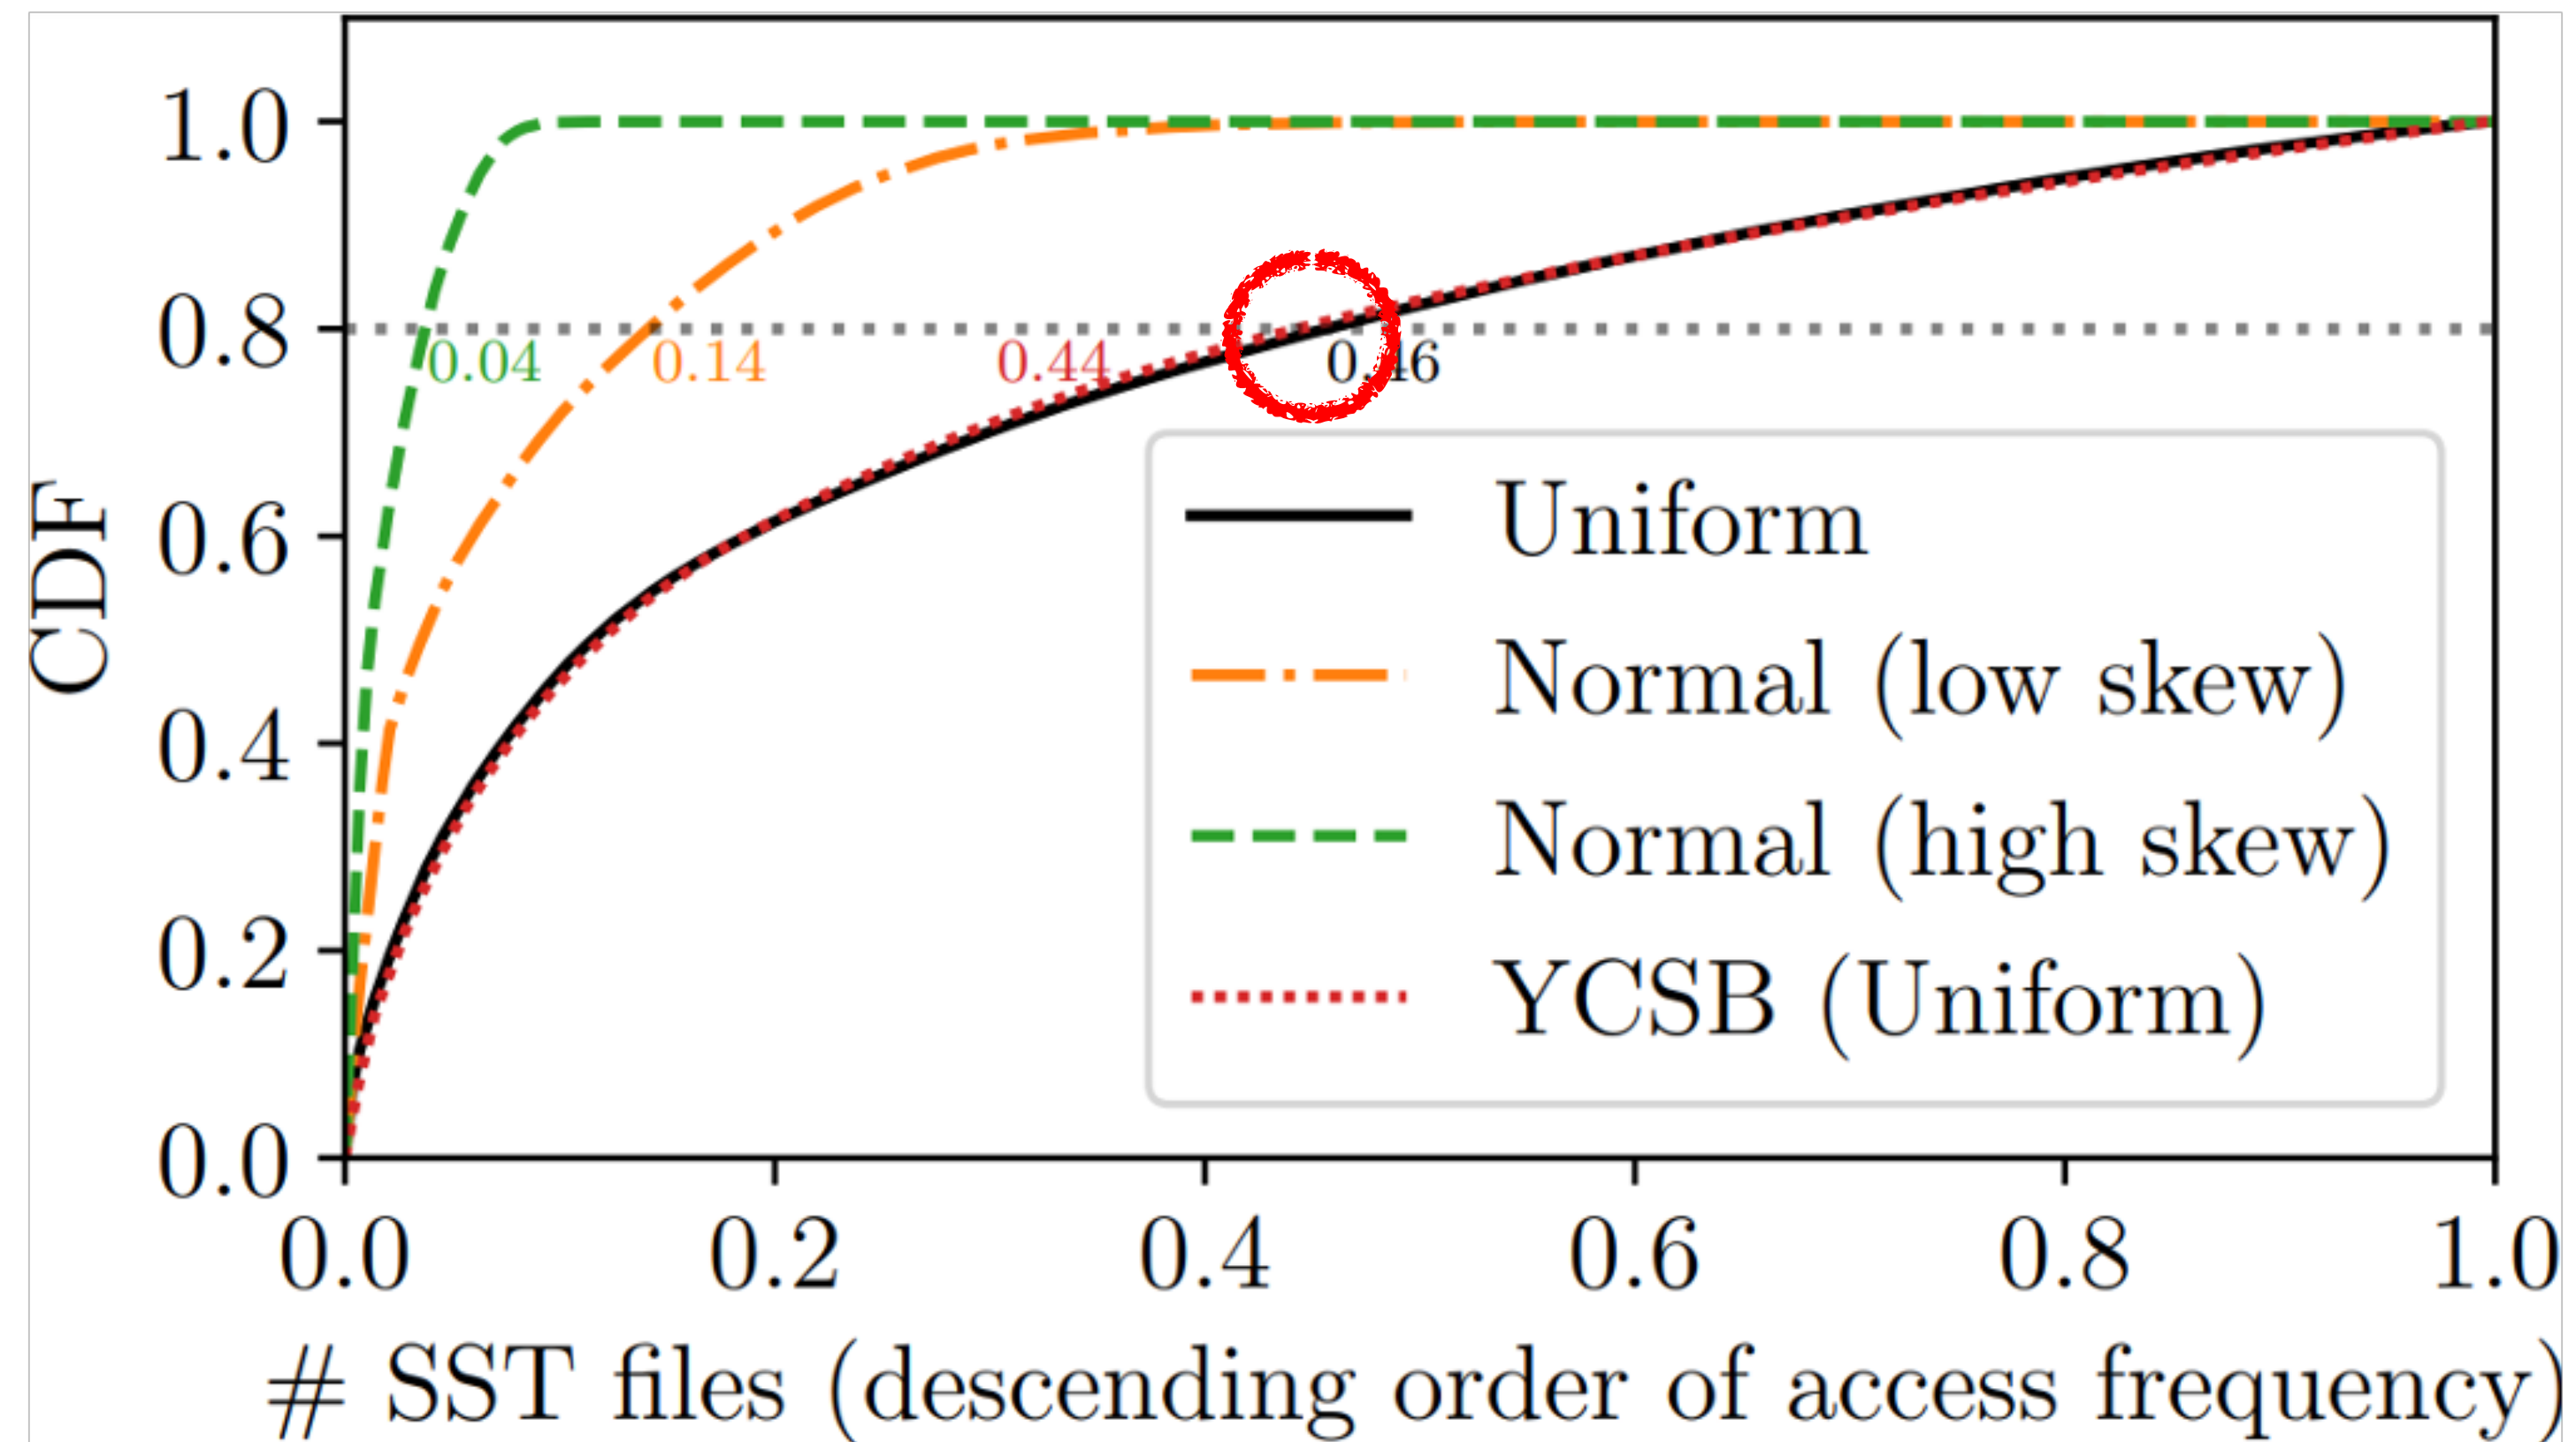 1.0
0.8
0.04 0.14 0.44 0.46
CDF
0.6
0.4
0.2
0.0
Uniform
Normal (low skew)
Normal (high skew)
YCSB (Uniform)
0.0 0.2 0.4 0.6 0.8 1.0
# SST files (descending order of access frequency)